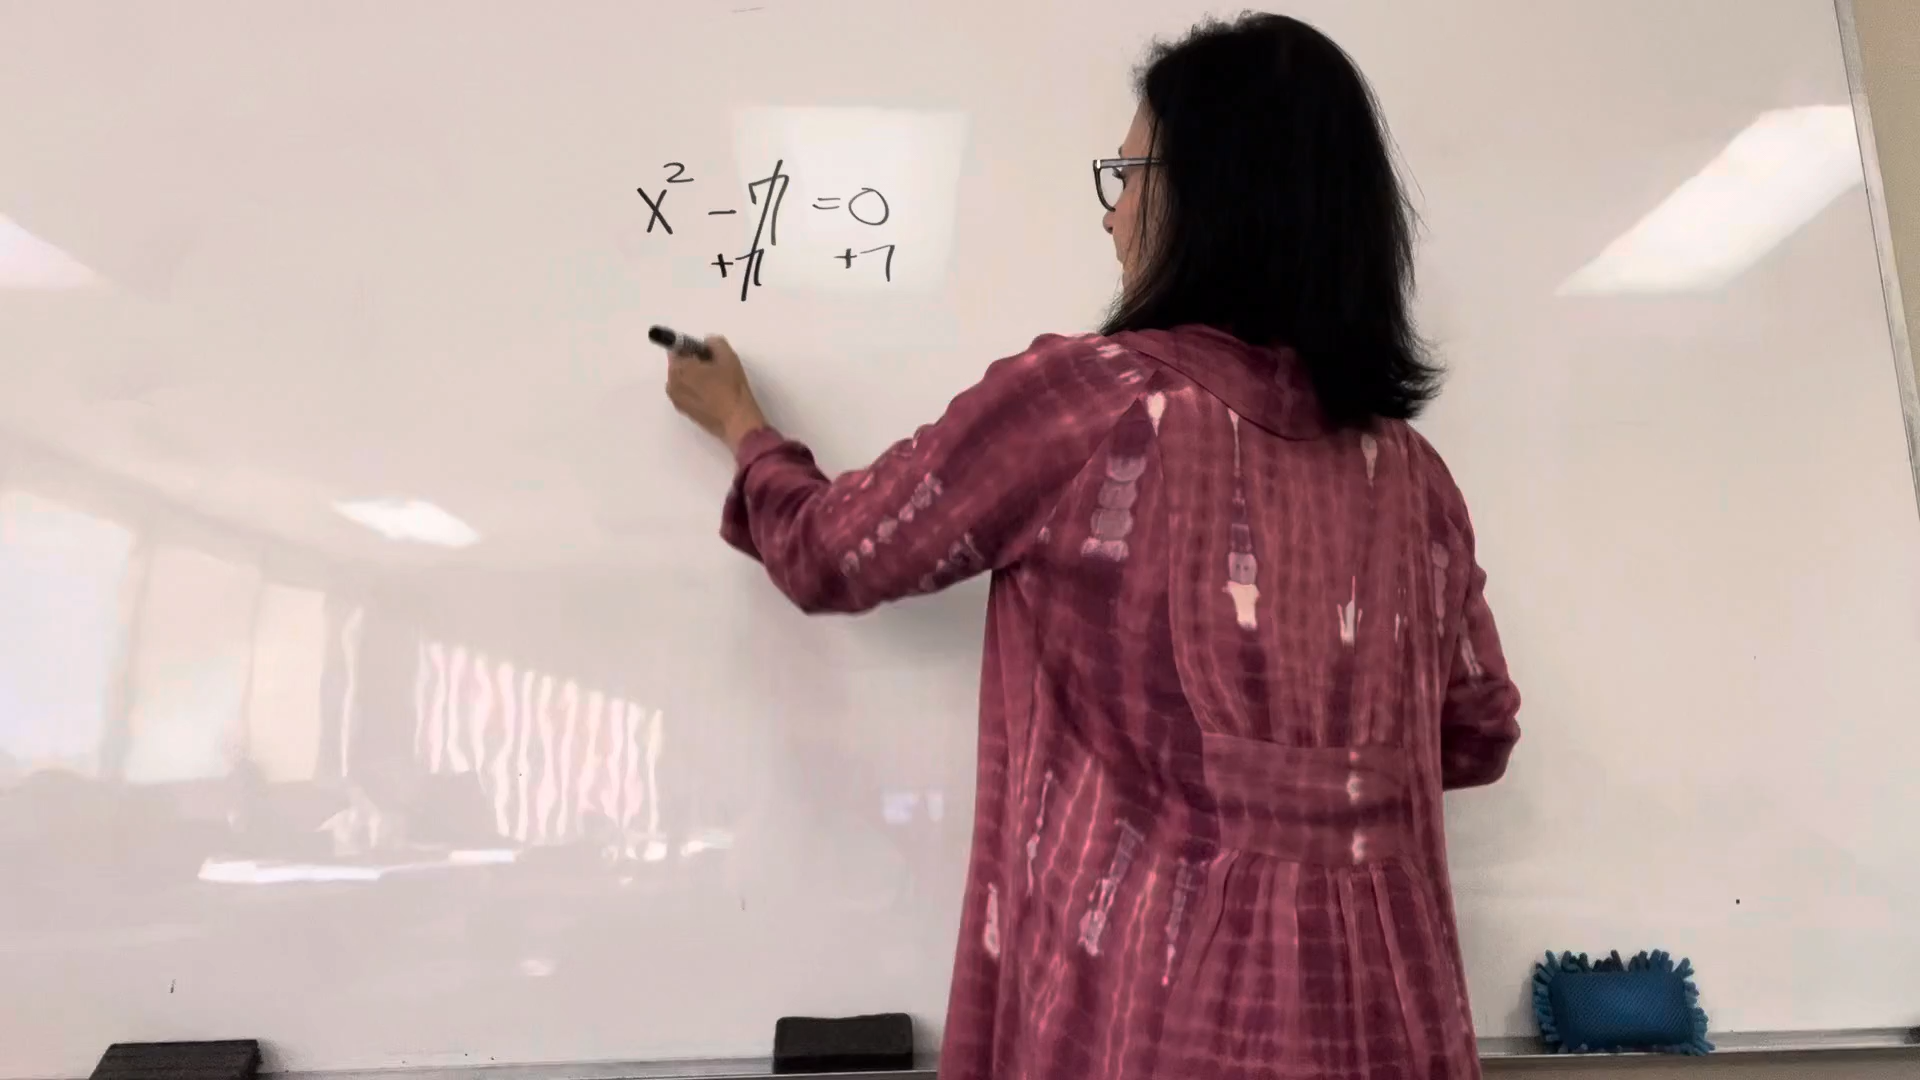 x² - 7 = 0
+7 +7